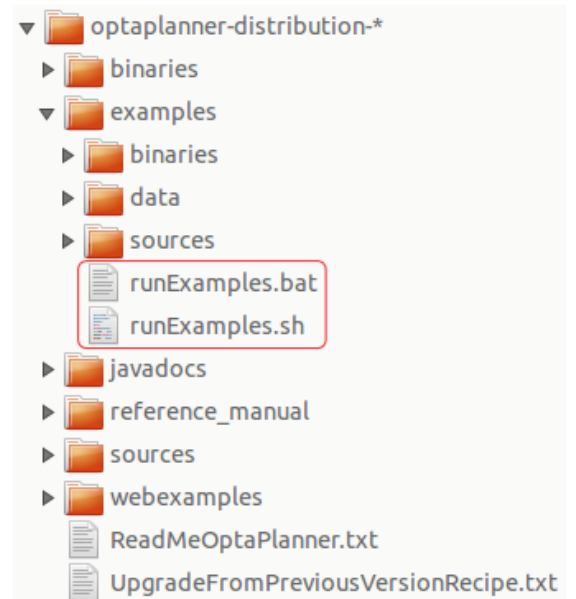 optaplanner-distribution-*
binaries
examples
binaries
data
sources
runExamples.bat
runExamples.sh
javadocs
reference_manual
sources
webexamples
ReadMeOptaPlanner.txt
UpgradeFromPreviousVersionRecipe.txt